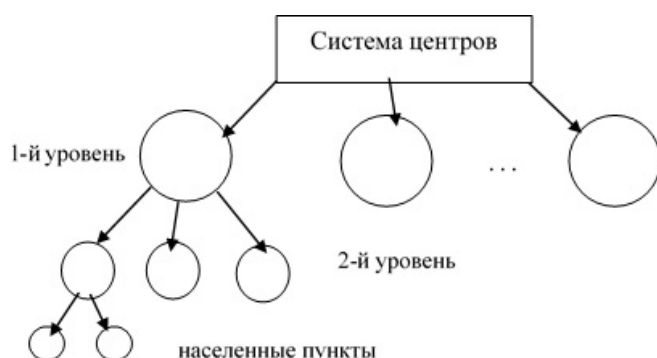 Система центров
1-й уровень
...
2-й уровень
населенные пункты